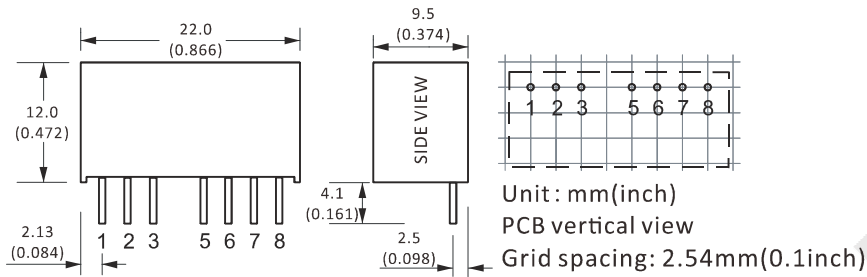 22.0
(0.866)
12.0
(0.472)
2.13
(0.084)
1 2 3 5 6 7 8
9.5
(0.374)
SIDE VIEW
4.1
(0.161)
2.5
(0.098)
1 2 3 5 6 7 8
Unit : mm(inch)
PCB vertical view
Grid spacing: 2.54mm(0.1inch)